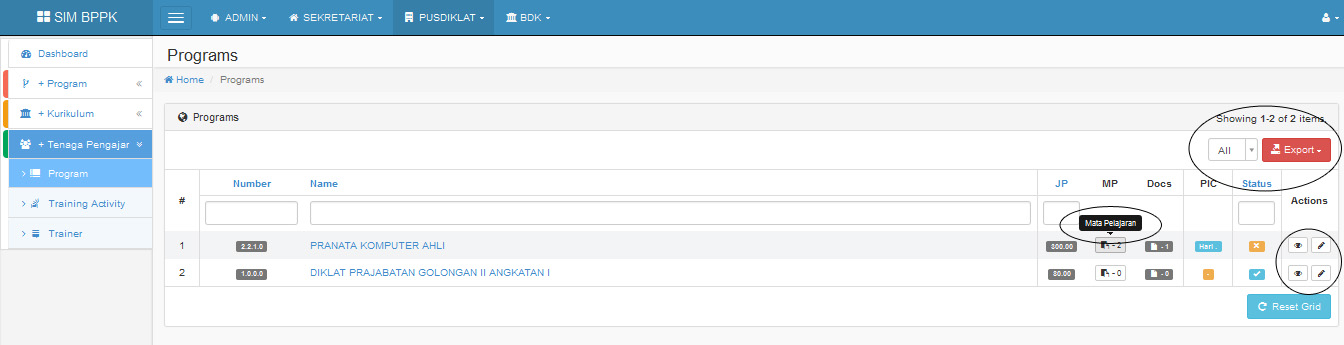 SIM BPPK
ADMIN
SEKRETARIAT
PUSDIKLAT
BDK
Dashboard
+ Program
+ Kurikulum
+ Tenaga Pengajar
Program
Training Activity
Trainer
Programs
Home / Programs
Programs
Showing 1-2 of 2 items.
All
Export
# Number Name JP MP Docs PIC Status Actions
Mata Pelajaran
1 2.2.1.0 PRANATA KOMPUTER AHLI 300.00 - 2 - 1 Hari .
2 1.0.0.0 DIKLAT PRAJABATAN GOLONGAN II ANGKATAN I 80.00 - 0 - 0 -
Reset Grid